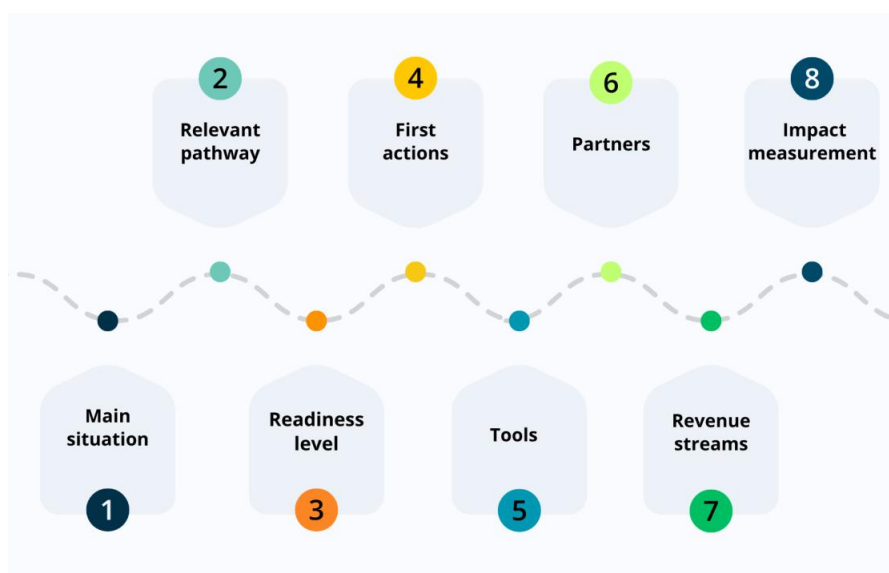 2
Relevant
pathway
4
First
actions
6
Partners
8
Impact
measurement
Main
situation
1
Readiness
level
3
Tools
5
Revenue
streams
7